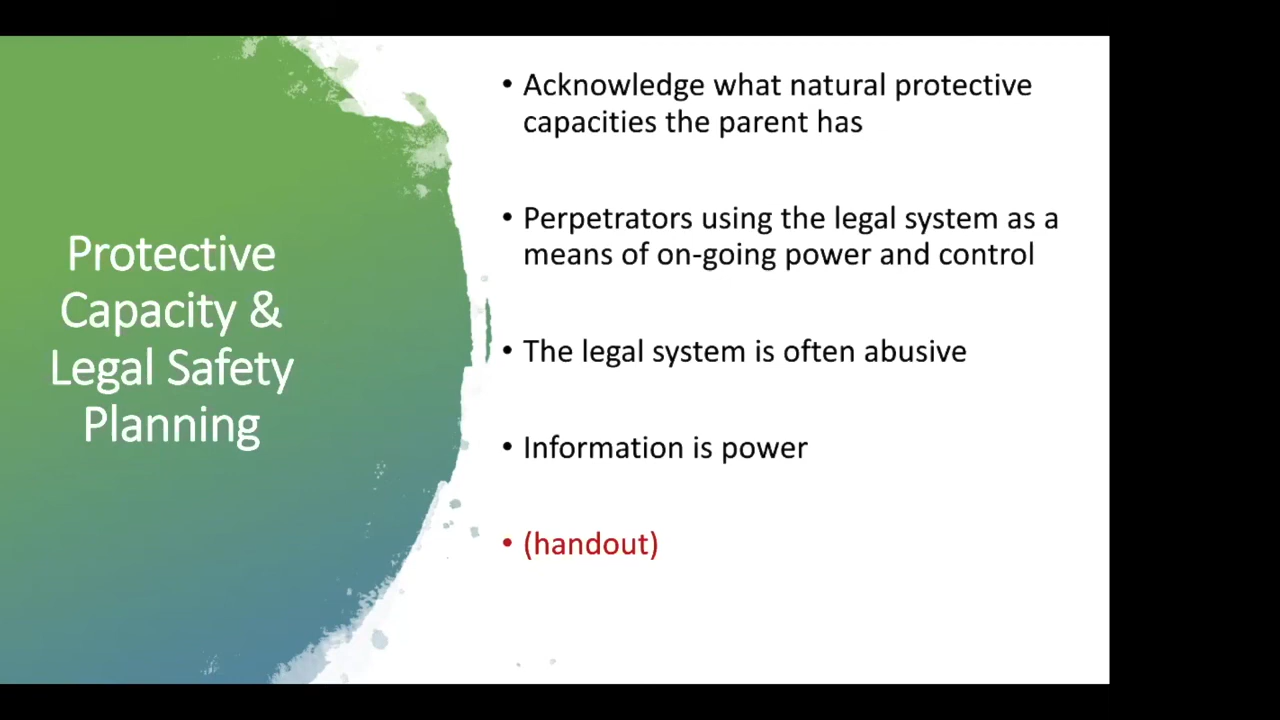 Protective
Capacity &
Legal Safety
Planning
• Acknowledge what natural protective
capacities the parent has
• Perpetrators using the legal system as a
means of on-going power and control
• The legal system is often abusive
• Information is power
• (handout)